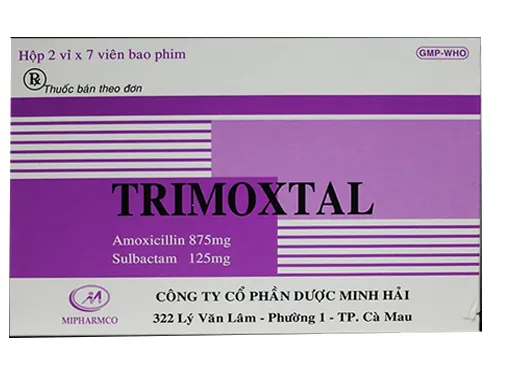 Hộp 2 vỉ x 7 viên bao phim
GMP-WHO
Rx
Thuốc bán theo đơn
TRIMOXTAL
Amoxicillin 875mg
Sulbactam 125mg
MIPHARMCO
CÔNG TY CỔ PHẦN DƯỢC MINH HẢI
322 Lý Văn Lâm - Phường 1 - TP. Cà Mau